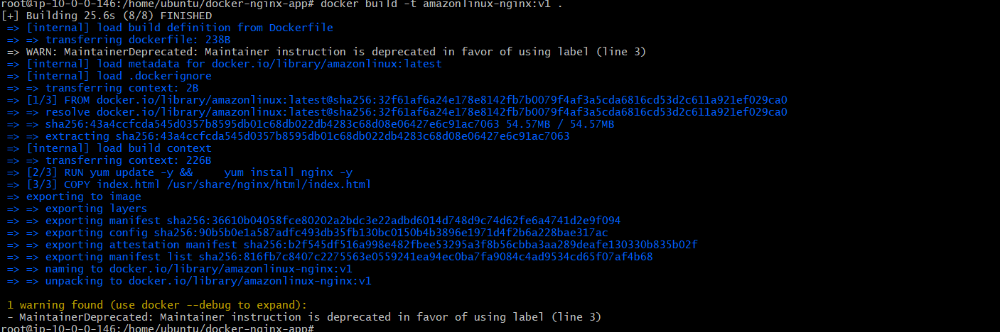 root@ip-10-0-0-146:/home/ubuntu/docker-nginx-app# docker build -t amazonlinux-nginx:v1 .
[+] Building 25.6s (8/8) FINISHED
=> [internal] load build definition from Dockerfile
=> => transferring dockerfile: 238B
=> WARN: MaintainerDeprecated: Maintainer instruction is deprecated in favor of using label (line 3)
=> [internal] load metadata for docker.io/library/amazonlinux:latest
=> [internal] load .dockerignore
=> => transferring context: 2B
=> [1/3] FROM docker.io/library/amazonlinux:latest@sha256:32f61af6a24e178e8142fb7b0079f4af3a5cda6816cd53d2c611a921ef029ca0
=> => resolve docker.io/library/amazonlinux:latest@sha256:32f61af6a24e178e8142fb7b0079f4af3a5cda6816cd53d2c611a921ef029ca0
=> => sha256:43a4ccfcda545d0357b8595db01c68db022db4283c68d08e06427e6c91ac7063 54.57MB / 54.57MB
=> => extracting sha256:43a4ccfcda545d0357b8595db01c68db022db4283c68d08e06427e6c91ac7063
=> [internal] load build context
=> => transferring context: 226B
=> [2/3] RUN yum update -y &&     yum install nginx -y
=> [3/3] COPY index.html /usr/share/nginx/html/index.html
=> exporting to image
=> => exporting layers
=> => exporting manifest sha256:36610b04058fce80202a2bdc3e22adbd6014d748d9c74d62fe6a4741d2e9f094
=> => exporting config sha256:90b5b0e1a587adfc493db35fb130bc0150b4b3896e1971d4f2b6a228bae317ac
=> => exporting attestation manifest sha256:b2f545df516a998e482fbee53295a3f8b56cbba3aa289deafe130330b835b02f
=> => exporting manifest list sha256:816fb7c8407c2275563e0559241ea94ec0ba7fa9084c4ad9534cd65f07af4b68
=> => naming to docker.io/library/amazonlinux-nginx:v1
=> => unpacking to docker.io/library/amazonlinux-nginx:v1
1 warning found (use docker --debug to expand):
- MaintainerDeprecated: Maintainer instruction is deprecated in favor of using label (line 3)
root@ip-10-0-0-146:/home/ubuntu/docker-nginx-app#